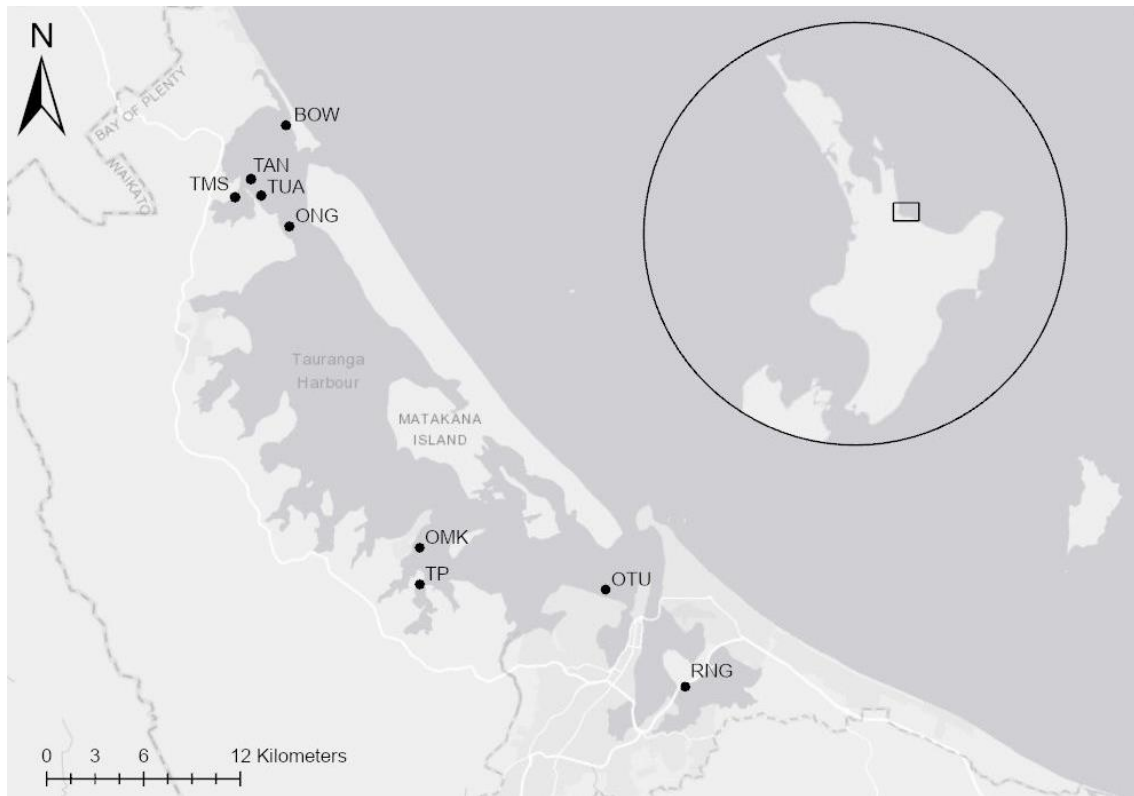 N
BAY OF PLENTY
WAIKATO
BOW
TAN
TMS
TUA
ONG
Tauranga
Harbour
MATAKANA
ISLAND
OMK
TP
OTU
RNG
0 3 6 12 Kilometers